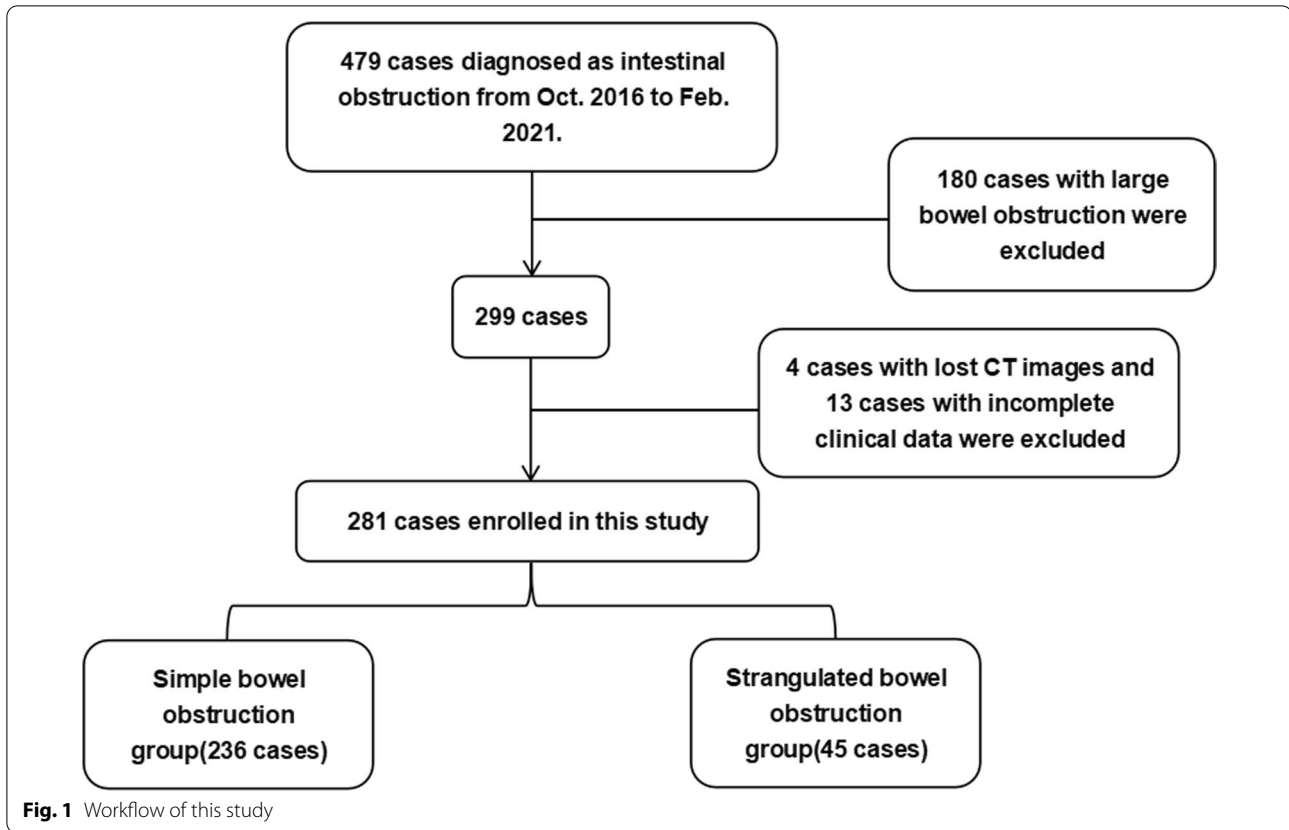 479 cases diagnosed as intestinal
obstruction from Oct. 2016 to Feb.
2021.
180 cases with large
bowel obstruction were
excluded
299 cases
4 cases with lost CT images and
13 cases with incomplete
clinical data were excluded
281 cases enrolled in this study
Simple bowel
obstruction
group(236 cases)
Strangulated bowel
obstruction
group(45 cases)
Fig. 1 Workflow of this study